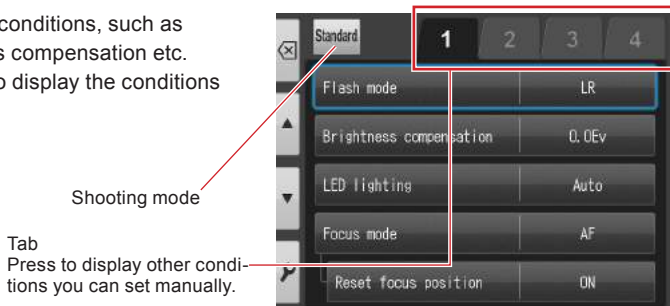 conditions, such as
s compensation etc.
o display the conditions
Shooting mode
Tab
Press to display other condi-
tions you can set manually.
Standard
1 2 3 4
Flash mode LR
Brightness compensation 0.0Ev
LED lighting Auto
Focus mode AF
Reset focus position ON